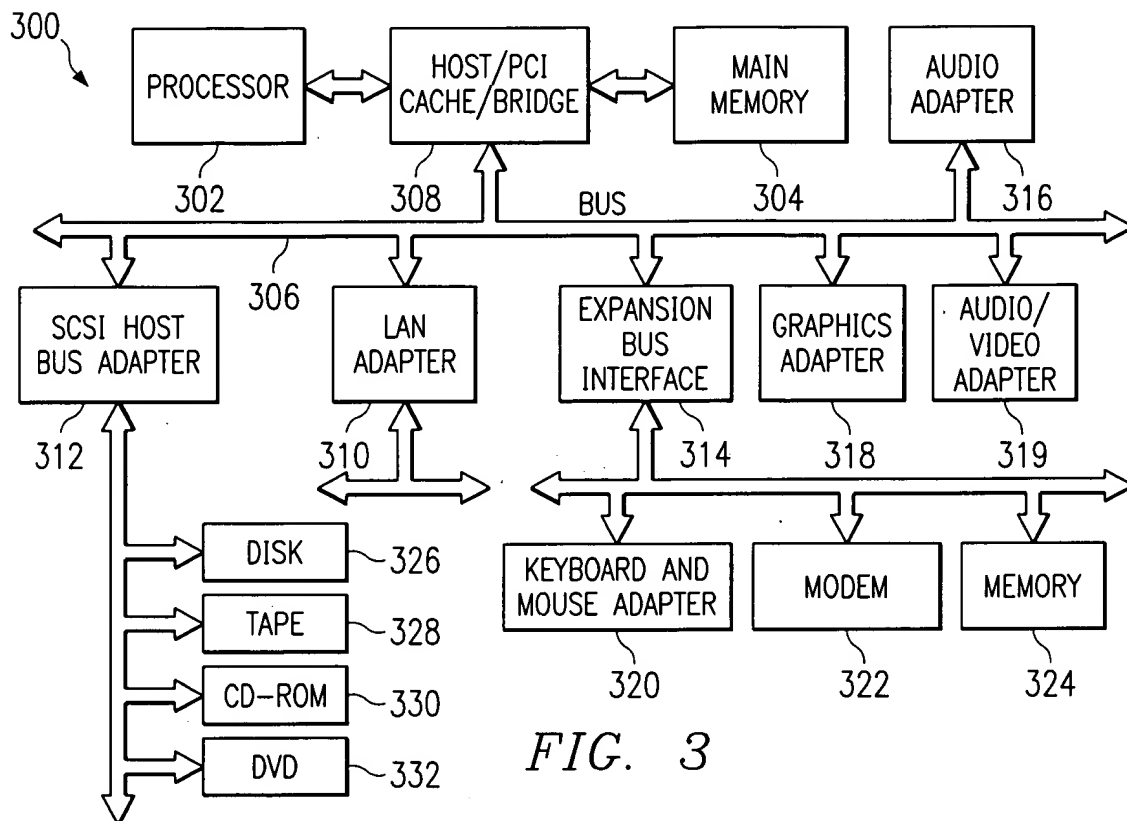 300
PROCESSOR
HOST/PCI
CACHE/BRIDGE
MAIN
MEMORY
AUDIO
ADAPTER
302
308
BUS
304
316
306
SCSI HOST
BUS ADAPTER
LAN
ADAPTER
EXPANSION
BUS
INTERFACE
GRAPHICS
ADAPTER
AUDIO/
VIDEO
ADAPTER
312
310
314
318
319
DISK
326
KEYBOARD AND
MOUSE ADAPTER
MODEM
MEMORY
TAPE
328
320
322
324
CD-ROM
330
DVD
332
FIG. 3